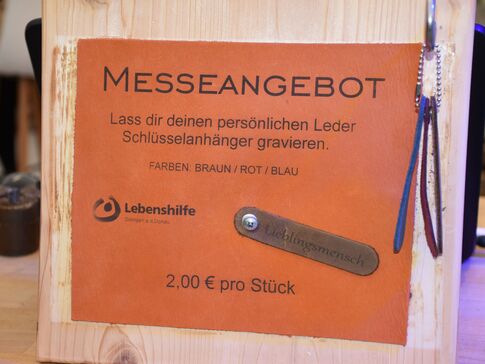 MESSEANGEBOT
Lass dir deinen persönlichen Leder
Schlüsselanhänger gravieren.
FARBEN: BRAUN / ROT / BLAU
Lebenshilfe
Lieblingsmensch
2,00 € pro Stück